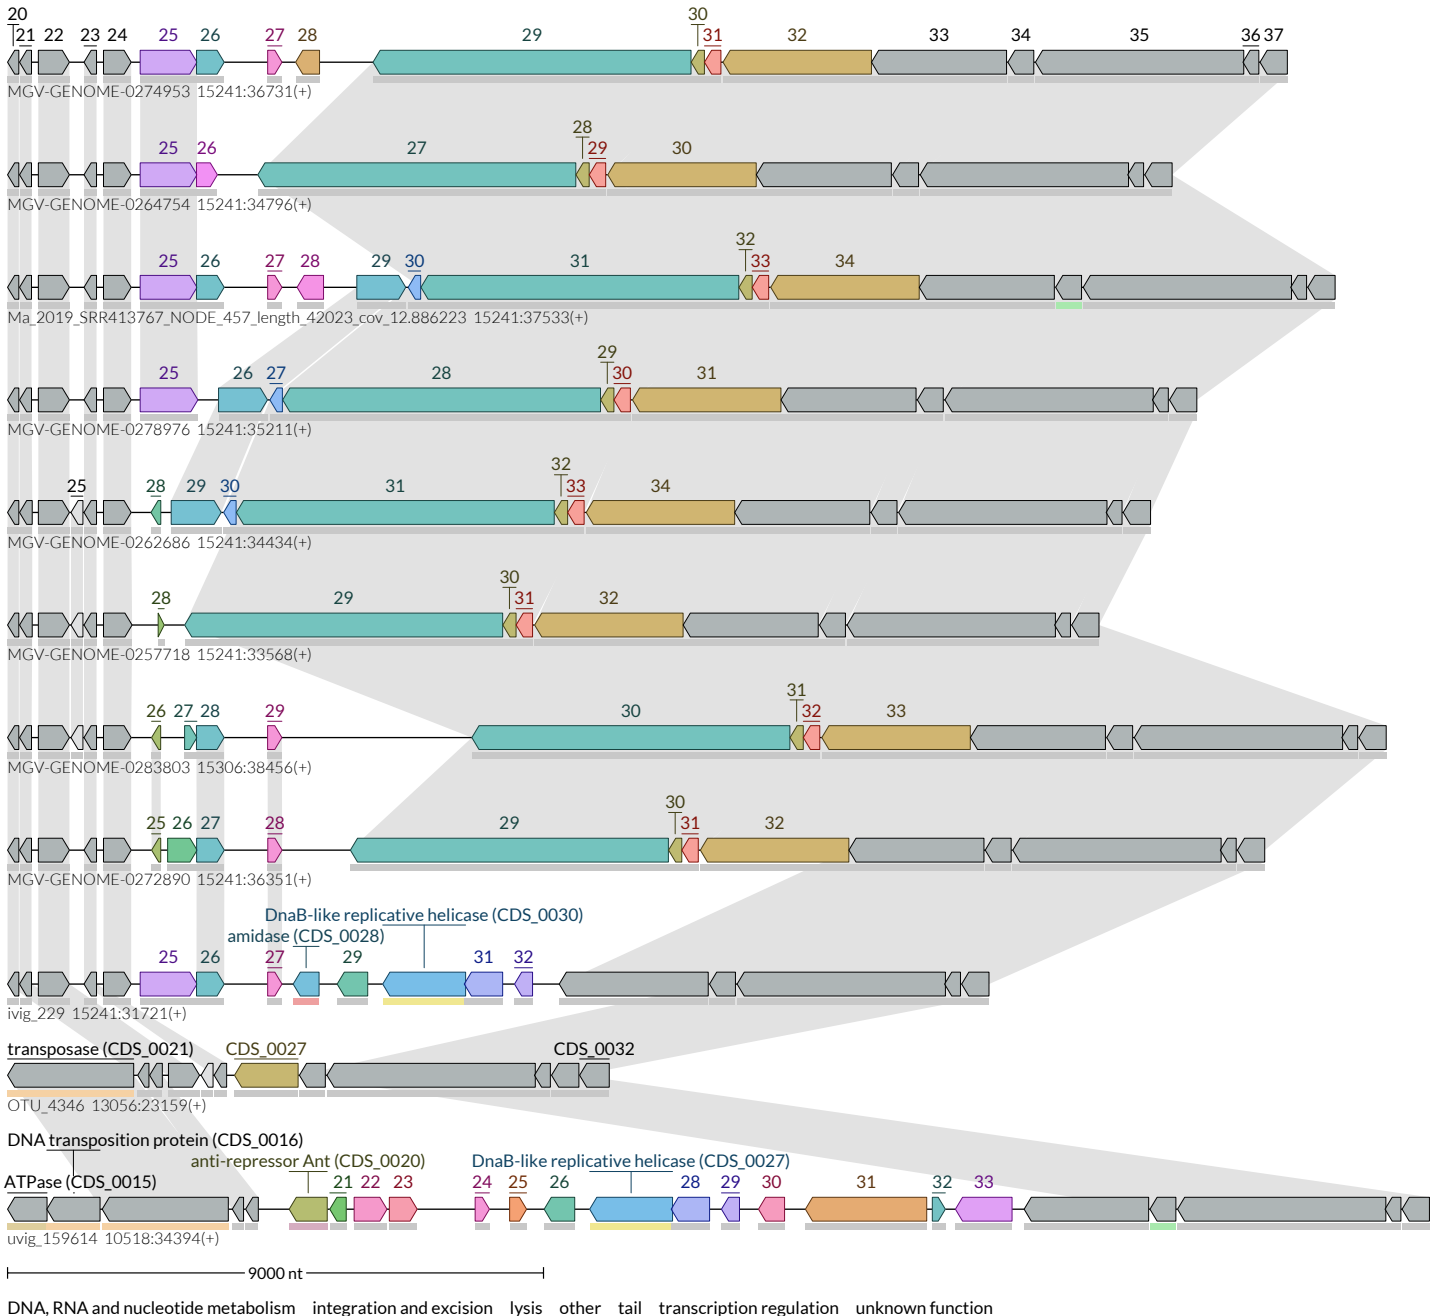 20
21 22 23 24 25 26 27 28 29 30 31 32 33 34 35 36 37
MGV-GENOME-0274953 15241:36731(+)
28
25 26 27 29 30
MGV-GENOME-0264754 15241:34796(+)
32
25 26 27 28 29 30 31 33 34
Ma_2019_SRR413767_NODE_457_length_42023_cov_12.886223 15241:37533(+)
29
25 26 27 28 30 31
MGV-GENOME-0278976 15241:35211(+)
32
25 28 29 30 31 33 34
MGV-GENOME-0262686 15241:34434(+)
30
28 29 31 32
MGV-GENOME-0257718 15241:33568(+)
31
26 27 28 29 30 32 33
MGV-GENOME-0283803 15306:38456(+)
30
25 26 27 28 29 31 32
MGV-GENOME-0272890 15241:36351(+)
DnaB-like replicative helicase (CDS_0030)
amidase (CDS_0028)
25 26 27 29 31 32
ivig_229 15241:31721(+)
transposase (CDS_0021) CDS_0027 CDS_0032
OTU_4346 13056:23159(+)
DNA transposition protein (CDS_0016)
anti-repressor Ant (CDS_0020) DnaB-like replicative helicase (CDS_0027)
ATPase (CDS_0015) 21 22 23 24 25 26 28 29 30 31 32 33
uvig_159614 10518:34394(+)
9000 nt
DNA, RNA and nucleotide metabolism integration and excision lysis other tail transcription regulation unknown function